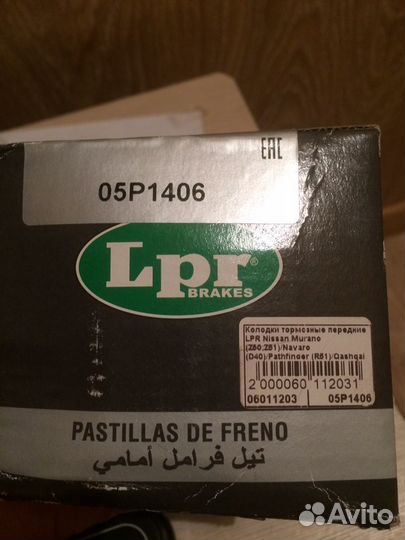 EAC
05P1406
Lpr®
BRAKES
Колодки тормозные передние
LPR Nissan Murano
(Z50;Z51)/Navaro
(D40)/Pathfinder (R51)/Qashqai
2 000060 112031
06011203 05P1406
PASTILLAS DE FRENO
تيل فرامل أمامي
Avito